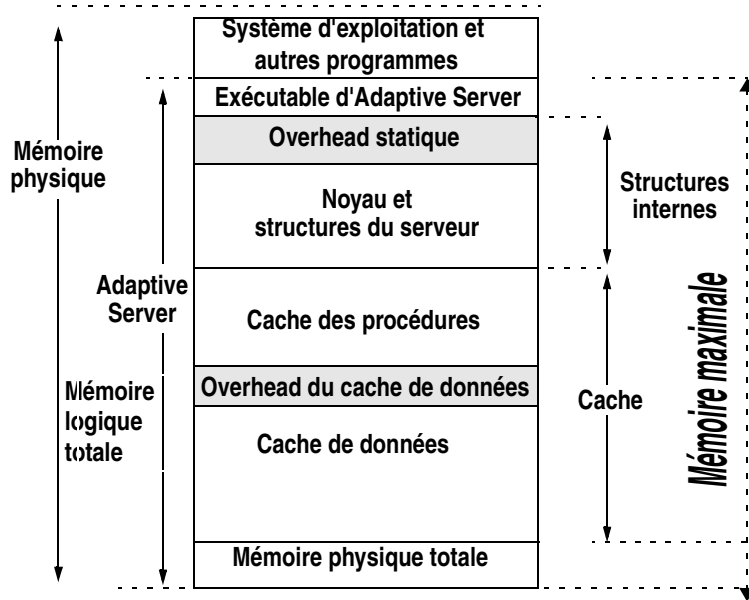 Système d'exploitation et
autres programmes
Exécutable d'Adaptive Server
Overhead statique
Mémoire
physique
Structures
internes
Noyau et
structures du serveur
Adaptive
Server
Cache des procédures
Mémoire maximale
Overhead du cache de données
Cache
Mémoire
logique
totale
Cache de données
Mémoire physique totale